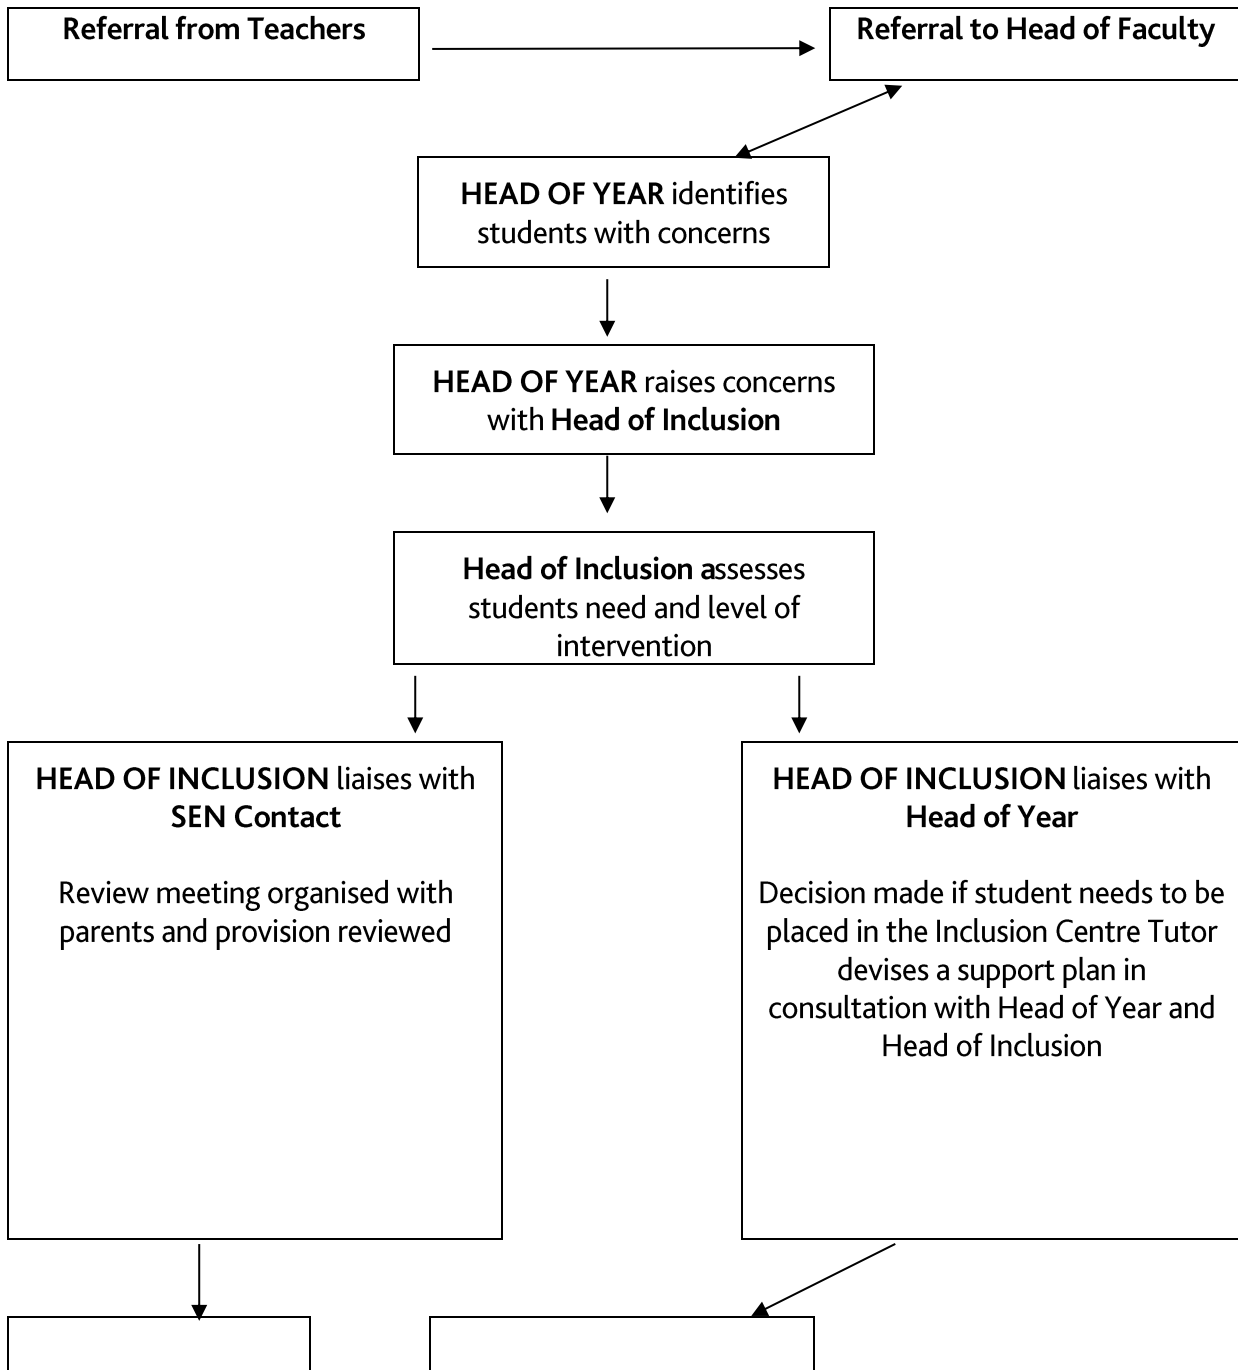 Referral from Teachers
Referral to Head of Faculty
HEAD OF YEAR identifies
students with concerns
HEAD OF YEAR raises concerns
with Head of Inclusion
Head of Inclusion assesses
students need and level of
intervention
HEAD OF INCLUSION liaises with
SEN Contact
Review meeting organised with
parents and provision reviewed
HEAD OF INCLUSION liaises with
Head of Year
Decision made if student needs to be
placed in the Inclusion Centre Tutor
devises a support plan in
consultation with Head of Year and
Head of Inclusion